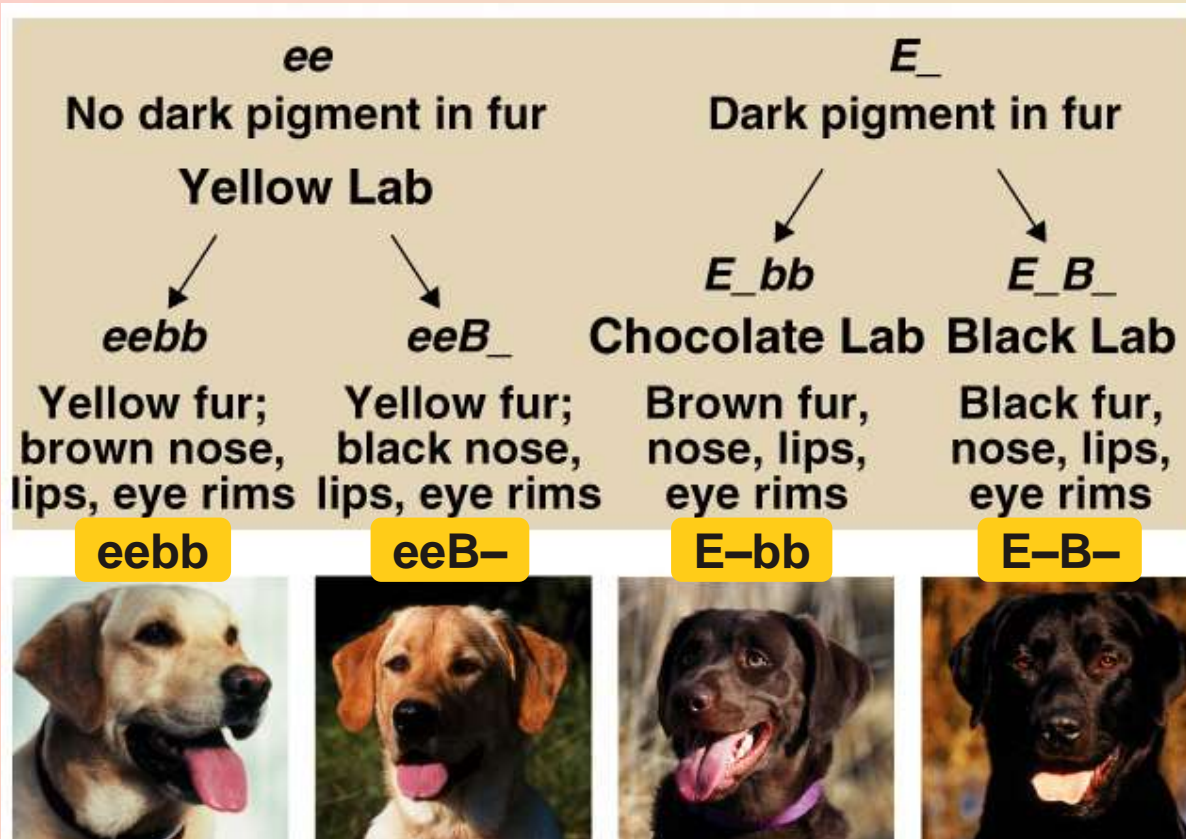 ee
No dark pigment in fur
Yellow Lab
eebb
Yellow fur;
brown nose,
lips, eye rims
eeB_
Yellow fur;
black nose,
lips, eye rims
E_
Dark pigment in fur
E_bb
Chocolate Lab
Brown fur,
nose, lips,
eye rims
E_B_
Black Lab
Black fur,
nose, lips,
eye rims
eebb
eeB–
E–bb
E–B–